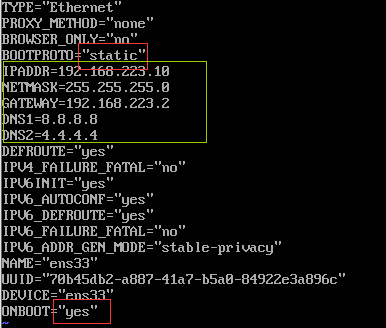 TYPE="Ethernet"
PROXY_METHOD="none"
BROWSER_ONLY="no"
BOOTPROTO="static"
IPADDR=192.168.223.10
NETMASK=255.255.255.0
GATEWAY=192.168.223.2
DNS1=8.8.8.8
DNS2=4.4.4.4
DEFROUTE="yes"
IPV4_FAILURE_FATAL="no"
IPV6INIT="yes"
IPV6_AUTOCONF="yes"
IPV6_DEFROUTE="yes"
IPV6_FAILURE_FATAL="no"
IPV6_ADDR_GEN_MODE="stable-privacy"
NAME="ens33"
UUID="70b45db2-a887-41a7-b5a0-84922e3a896c"
DEVICE="ens33"
ONBOOT="yes"
~